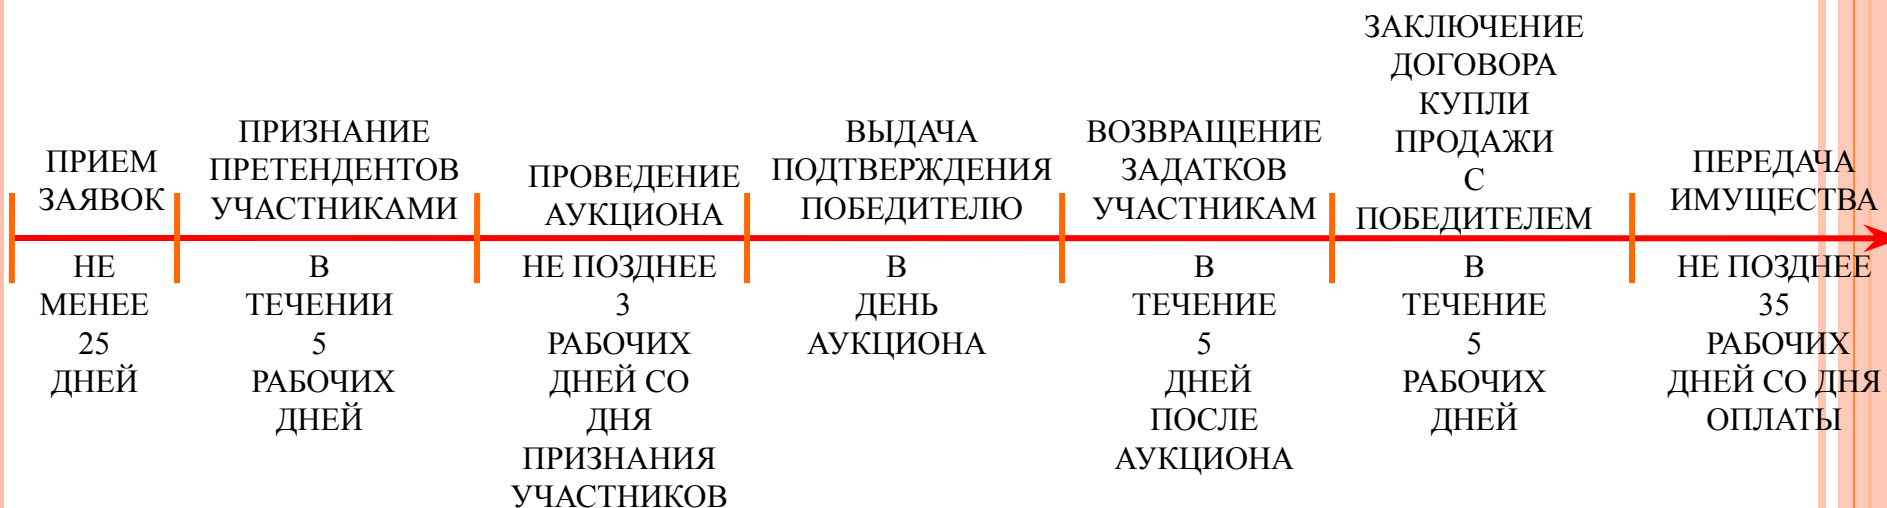 ПРИЕМ
ЗАЯВОК
ПРИЗНАНИЕ
ПРЕТЕНДЕНТОВ
УЧАСТНИКАМИ
ПРОВЕДЕНИЕ
АУКЦИОНА
ВЫДАЧА
ПОДТВЕРЖДЕНИЯ
ПОБЕДИТЕЛЮ
ВОЗВРАЩЕНИЕ
ЗАДАТКОВ
УЧАСТНИКАМ
ЗАКЛЮЧЕНИЕ
ДОГОВОРА
КУПЛИ
ПРОДАЖИ
С
ПОБЕДИТЕЛЕМ
ПЕРЕДАЧА
ИМУЩЕСТВА
НЕ
МЕНЕЕ
25
ДНЕЙ
В
ТЕЧЕНИИ
5
РАБОЧИХ
ДНЕЙ
НЕ ПОЗДНЕЕ
3
РАБОЧИХ
ДНЕЙ СО
ДНЯ
ПРИЗНАНИЯ
УЧАСТНИКОВ
В
ДЕНЬ
АУКЦИОНА
В
ТЕЧЕНИЕ
5
ДНЕЙ
ПОСЛЕ
АУКЦИОНА
В
ТЕЧЕНИЕ
5
РАБОЧИХ
ДНЕЙ
НЕ ПОЗДНЕЕ
35
РАБОЧИХ
ДНЕЙ СО ДНЯ
ОПЛАТЫ